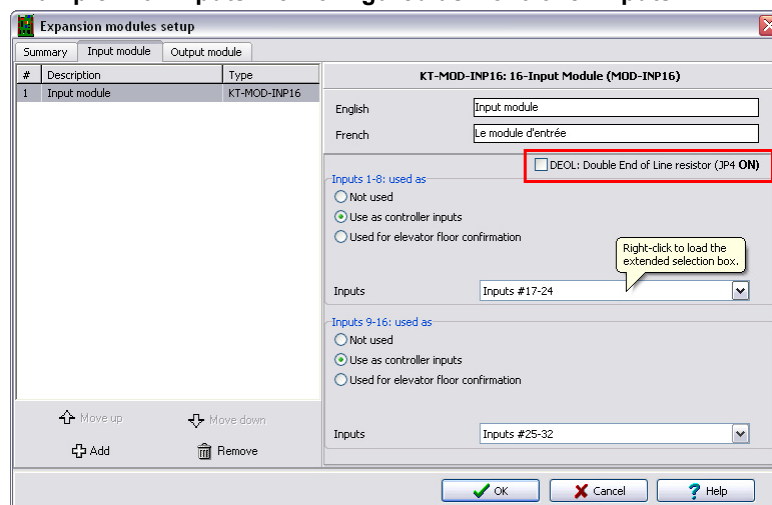 Expansion modules setup
Summary Input module Output module
# Description Type
1 Input module KT-MOD-INP16
Move up Move down
Add Remove
KT-MOD-INP16: 16-Input Module (MOD-INP16)
English Input module
French Le module d'entrée
DEOL: Double End of Line resistor (JP4 ON)
Inputs 1-8: used as
Not used
Use as controller inputs
Used for elevator floor confirmation
Right-click to load the
extended selection box.
Inputs Inputs #17-24
Inputs 9-16: used as
Not used
Use as controller inputs
Used for elevator floor confirmation
Inputs Inputs #25-32
OK Cancel Help